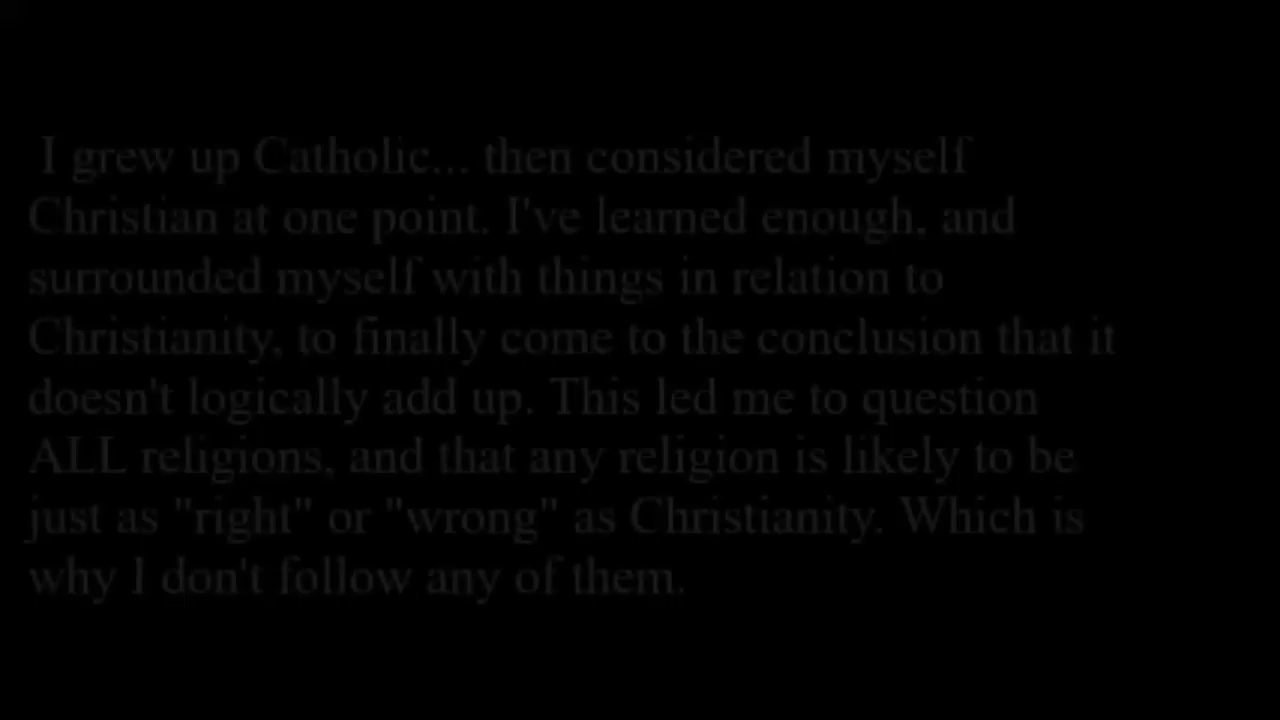 I grew up Catholic... then considered myself
Christian at one point. I've learned enough, and
surrounded myself with things in relation to
Christianity, to finally come to the conclusion that it
doesn't logically add up. This led me to question
ALL religions, and that any religion is likely to be
just as "right" or "wrong" as Christianity. Which is
why I don't follow any of them.